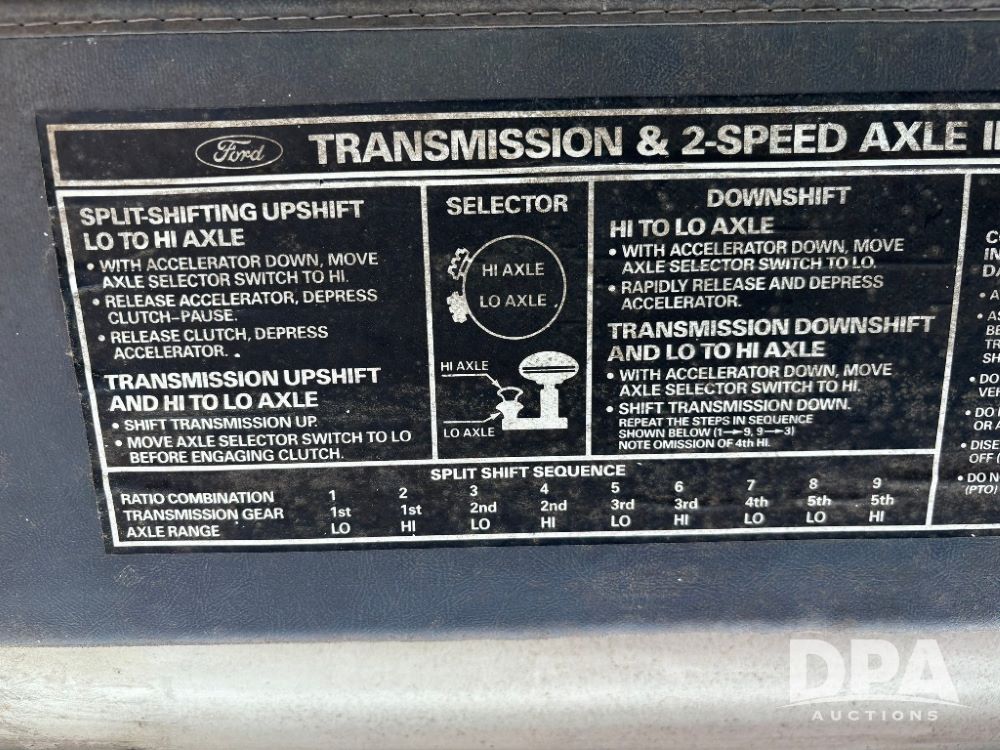 Ford TRANSMISSION & 2-SPEED AXLE
SPLIT-SHIFTING UPSHIFT
LO TO HI AXLE
• WITH ACCELERATOR DOWN, MOVE
AXLE SELECTOR SWITCH TO HI.
• RELEASE ACCELERATOR, DEPRESS
CLUTCH-PAUSE.
• RELEASE CLUTCH, DEPRESS
ACCELERATOR.
TRANSMISSION UPSHIFT
AND HI TO LO AXLE
• SHIFT TRANSMISSION UP.
• MOVE AXLE SELECTOR SWITCH TO LO
BEFORE ENGAGING CLUTCH.
SELECTOR
HI AXLE
LO AXLE
HI AXLE
LO AXLE
DOWNSHIFT
HI TO LO AXLE
• WITH ACCELERATOR DOWN, MOVE
AXLE SELECTOR SWITCH TO LO.
• RAPIDLY RELEASE AND DEPRESS
ACCELERATOR.
TRANSMISSION DOWNSHIFT
AND LO TO HI AXLE
• WITH ACCELERATOR DOWN, MOVE
AXLE SELECTOR SWITCH TO HI.
• SHIFT TRANSMISSION DOWN.
REPEAT THE STEPS IN SEQUENCE
SHOWN BELOW (1→9, 9→3)
NOTE OMISSION OF 4th HI.
SPLIT SHIFT SEQUENCE
RATIO COMBINATION 1 2 3 4 5 6 7 8 9
TRANSMISSION GEAR 1st 1st 2nd 2nd 3rd 3rd 4th 5th 5th
AXLE RANGE LO HI LO HI LO HI LO LO HI
• DO
OR A
OFF (
(PTO)
DPA
AUCTIONS